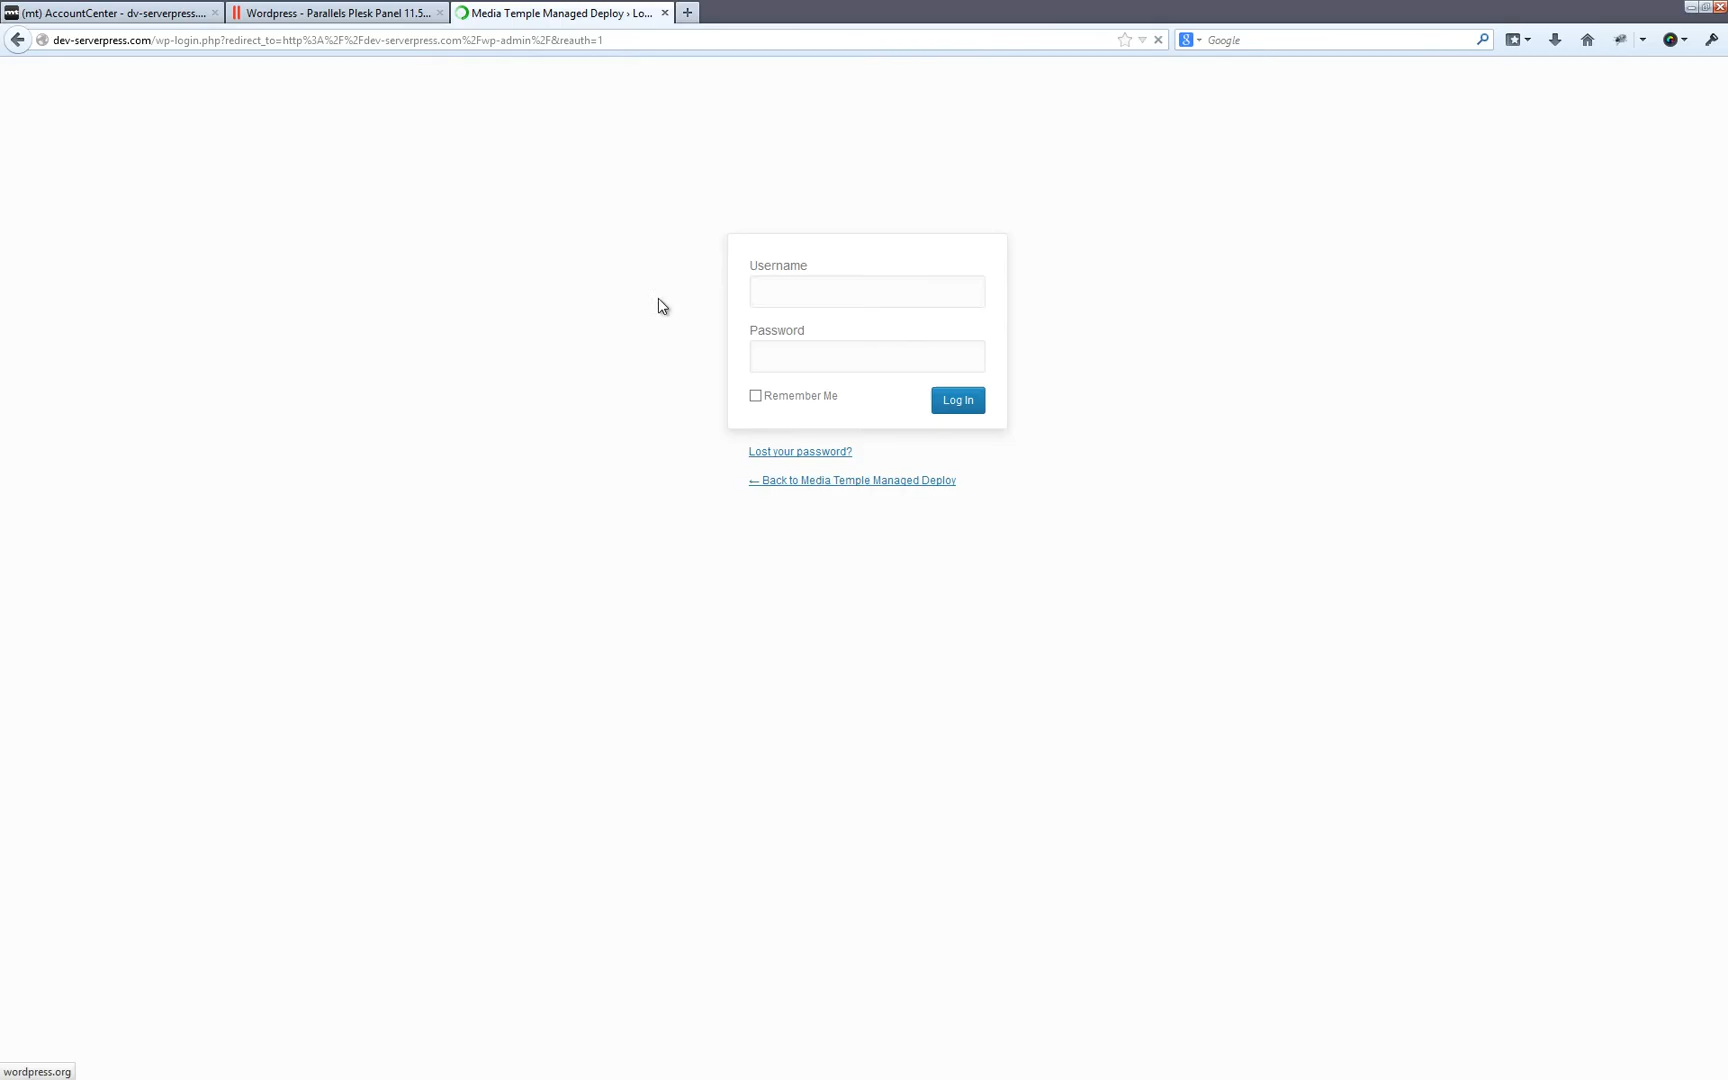 mt (mt) AccountCenter - dv-serverpress....
Wordpress - Parallels Plesk Panel 11.5...
Media Temple Managed Deploy › Lo...
dev-serverpress.com/wp-login.php?redirect_to=http%3A%2F%2Fdev-serverpress.com%2Fwp-admin%2F&reauth=1
8 Google
Username
Password
Remember Me
Log In
Lost your password?
← Back to Media Temple Managed Deploy
wordpress.org